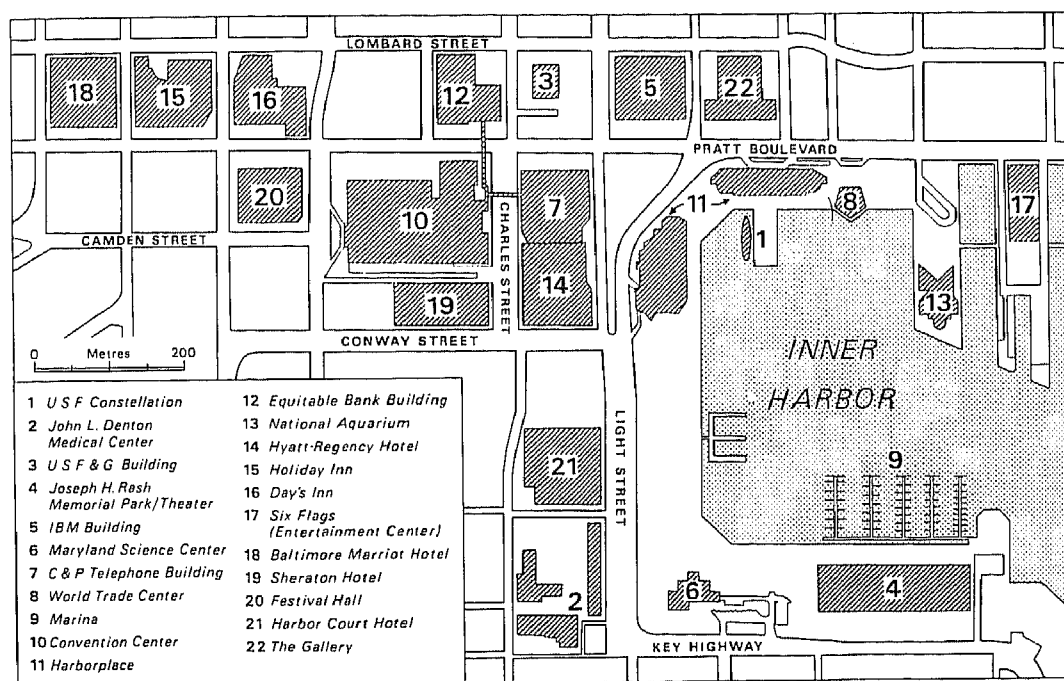 LOMBARD STREET
18
15
16
12
3
5
22
PRATT BOULEVARD
20
10
7
11
8
17
1
CAMDEN STREET
CHARLES STREET
14
13
19
0 Metres 200
CONWAY STREET
INNER
HARBOR
LIGHT STREET
21
9
2
6
4
KEY HIGHWAY
1 U S F Constellation
2 John L. Denton
Medical Center
3 U S F & G Building
4 Joseph H. Rash
Memorial Park/Theater
5 IBM Building
6 Maryland Science Center
7 C & P Telephone Building
8 World Trade Center
9 Marina
10 Convention Center
11 Harborplace
12 Equitable Bank Building
13 National Aquarium
14 Hyatt-Regency Hotel
15 Holiday Inn
16 Day's Inn
17 Six Flags
(Entertainment Center)
18 Baltimore Marriot Hotel
19 Sheraton Hotel
20 Festival Hall
21 Harbor Court Hotel
22 The Gallery